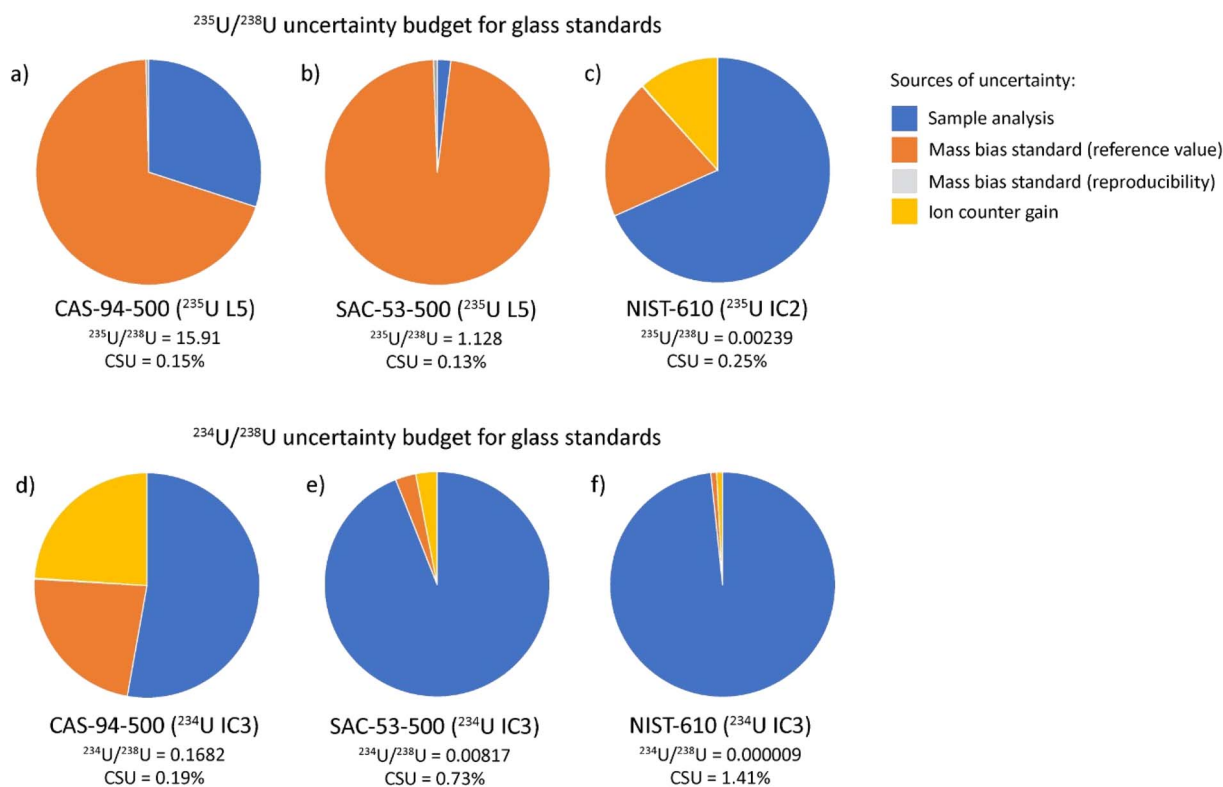 ²³⁵U/²³⁸U uncertainty budget for glass standards
a)
b)
c)
Sources of uncertainty:
Sample analysis
Mass bias standard (reference value)
Mass bias standard (reproducibility)
Ion counter gain
CAS-94-500 (²³⁵U L5)
²³⁵U/²³⁸U = 15.91
CSU = 0.15%
SAC-53-500 (²³⁵U L5)
²³⁵U/²³⁸U = 1.128
CSU = 0.13%
NIST-610 (²³⁵U IC2)
²³⁵U/²³⁸U = 0.00239
CSU = 0.25%
²³⁴U/²³⁸U uncertainty budget for glass standards
d)
e)
f)
CAS-94-500 (²³⁴U IC3)
²³⁴U/²³⁸U = 0.1682
CSU = 0.19%
SAC-53-500 (²³⁴U IC3)
²³⁴U/²³⁸U = 0.00817
CSU = 0.73%
NIST-610 (²³⁴U IC3)
²³⁴U/²³⁸U = 0.000009
CSU = 1.41%